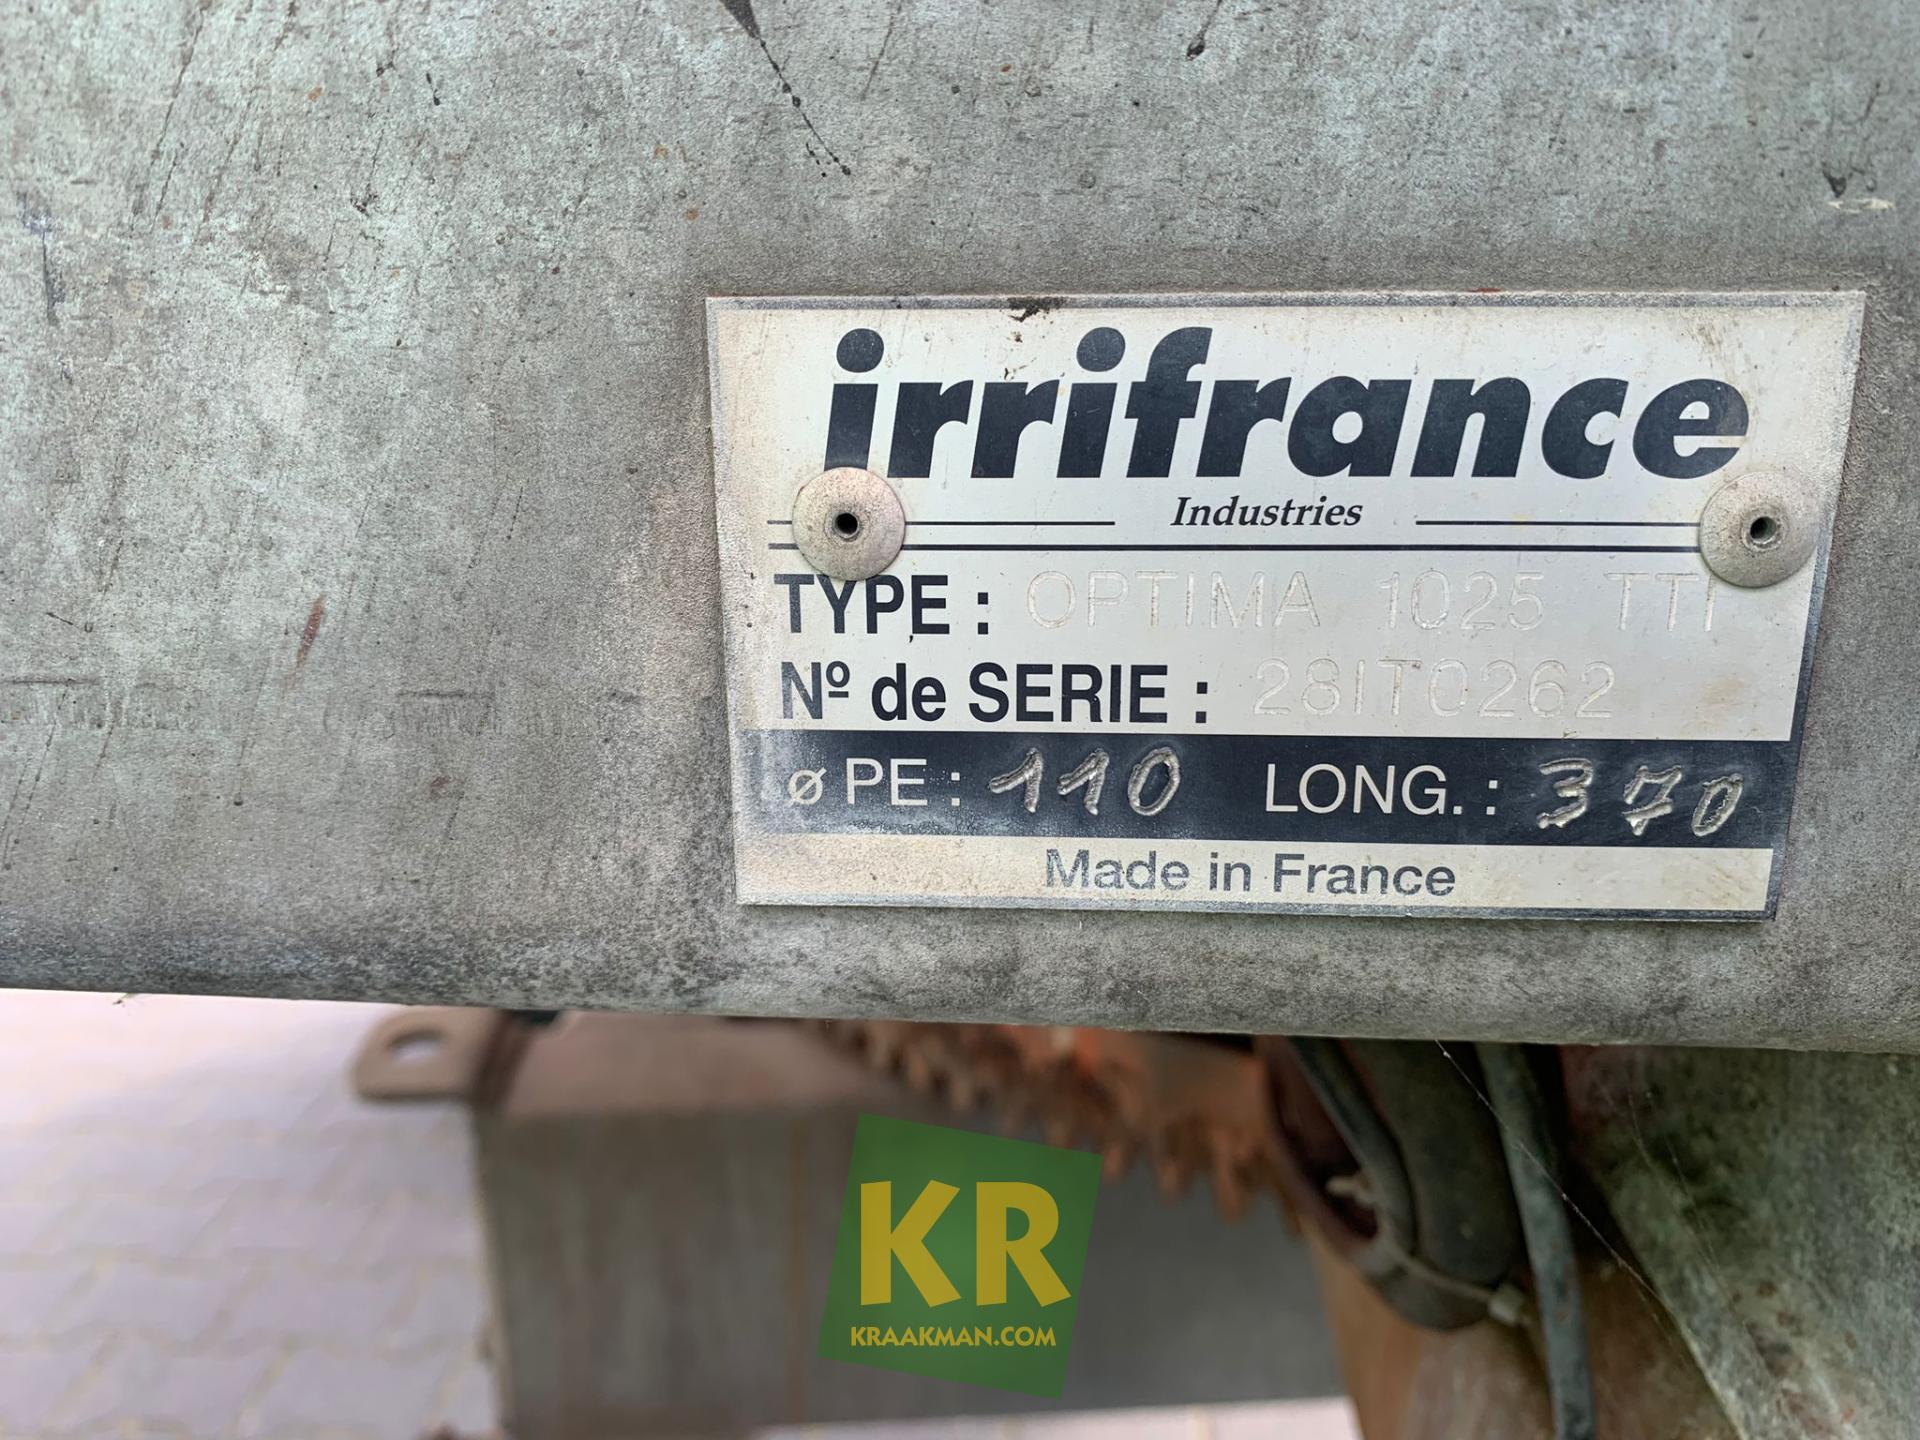 irrifrance
Industries
TYPE : OPTIMA 1025 TTI
Nº de SERIE : 28IT0262
ø PE : 110 LONG. : 370
Made in France
KR
KRAAKMAN.COM